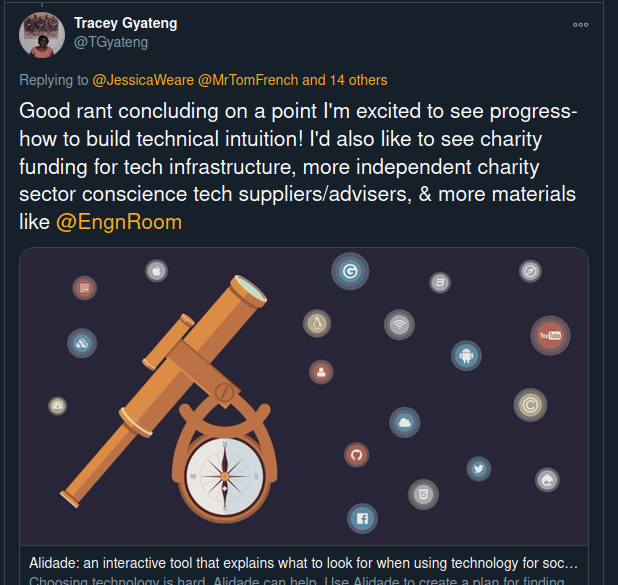 Tracey Gyateng
@TGyateng
Replying to @JessicaWeare @MrTomFrench and 14 others
Good rant concluding on a point I'm excited to see progress-
how to build technical intuition! I'd also like to see charity
funding for tech infrastructure, more independent charity
sector conscience tech suppliers/advisers, & more materials
like @EngnRoom
You Tube
N
W E
S
Alidade: an interactive tool that explains what to look for when using technology for soc…
Choosing technology is hard. Alidade can help. Use Alidade to create a plan for finding